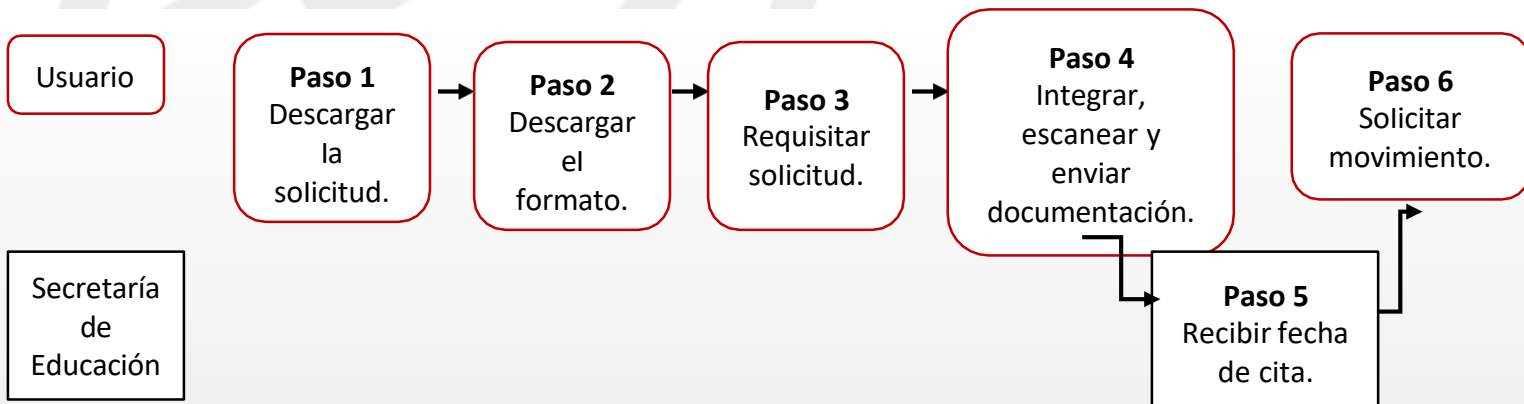 Usuario
Paso 1
Descargar
la
solicitud.
Paso 2
Descargar
el
formato.
Paso 3
Requisitar
solicitud.
Paso 4
Integrar,
escanear y
enviar
documentación.
Paso 6
Solicitar
movimiento.
Secretaría
de
Educación
Paso 5
Recibir fecha
de cita.